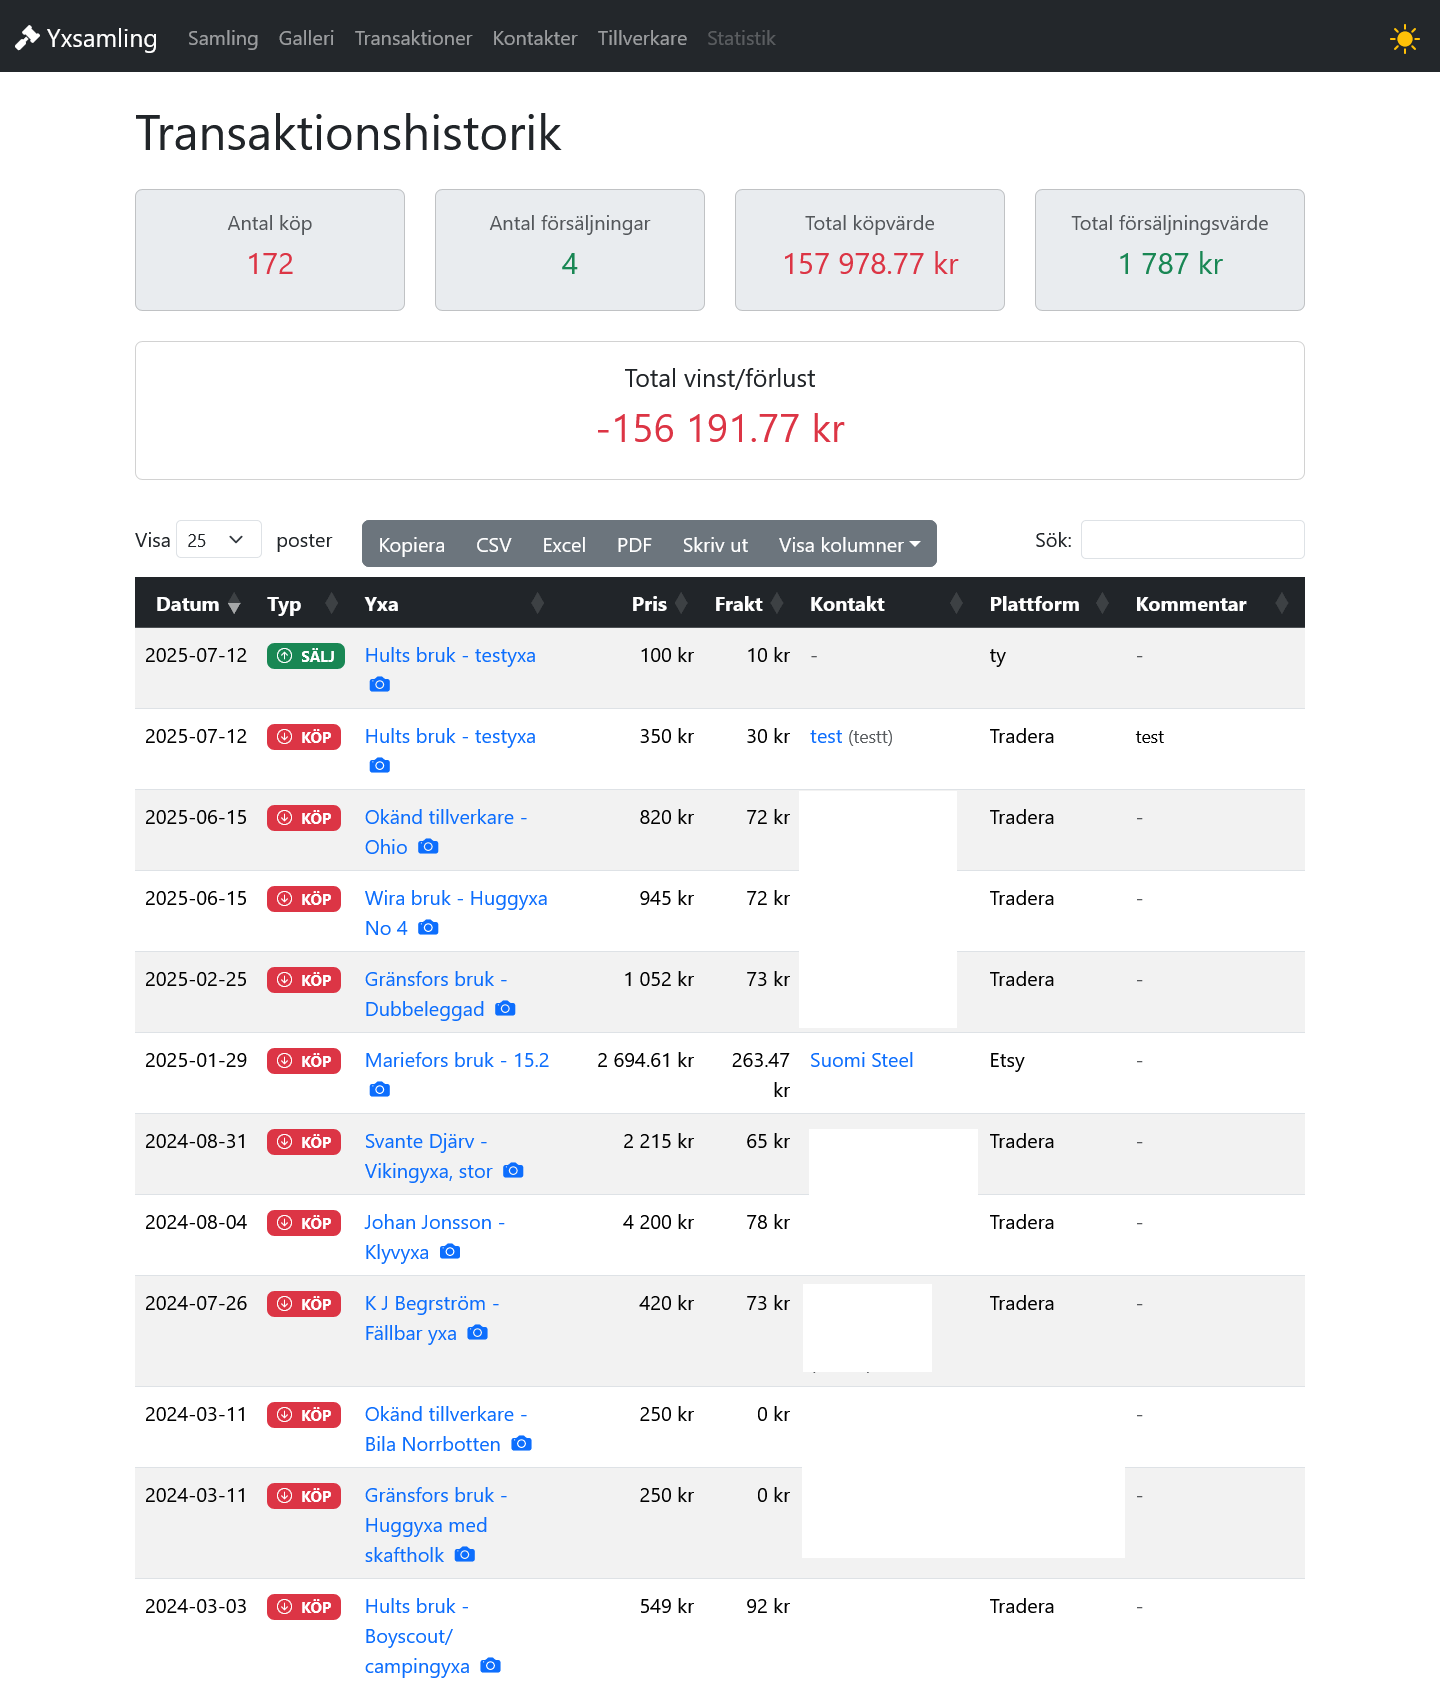 Yxsamling Samling Galleri Transaktioner Kontakter Tillverkare Statistik
Transaktionshistorik
Antal köp
172
Antal försäljningar
4
Total köpvärde
157 978.77 kr
Total försäljningsvärde
1 787 kr
Total vinst/förlust
-156 191.77 kr
Visa 25 poster Kopiera CSV Excel PDF Skriv ut Visa kolumner Sök:
Datum Typ Yxa Pris Frakt Kontakt Plattform Kommentar
2025-07-12 SÄLJ Hults bruk - testyxa 100 kr 10 kr - ty -
2025-07-12 KÖP Hults bruk - testyxa 350 kr 30 kr test (testt) Tradera test
2025-06-15 KÖP Okänd tillverkare - 820 kr 72 kr Tradera -
Ohio
2025-06-15 KÖP Wira bruk - Huggyxa 945 kr 72 kr Tradera -
No 4
2025-02-25 KÖP Gränsfors bruk - 1 052 kr 73 kr Tradera -
Dubbeleggad
2025-01-29 KÖP Mariefors bruk - 15.2 2 694.61 kr 263.47 Suomi Steel Etsy -
kr
2024-08-31 KÖP Svante Djärv - 2 215 kr 65 kr Tradera -
Vikingyxa, stor
2024-08-04 KÖP Johan Jonsson - 4 200 kr 78 kr Tradera -
Klyvyxa
2024-07-26 KÖP K J Begrström - 420 kr 73 kr Tradera -
Fällbar yxa
2024-03-11 KÖP Okänd tillverkare - 250 kr 0 kr -
Bila Norrbotten
2024-03-11 KÖP Gränsfors bruk - 250 kr 0 kr -
Huggyxa med
skaftholk
2024-03-03 KÖP Hults bruk - 549 kr 92 kr Tradera -
Boyscout/
campingyxa